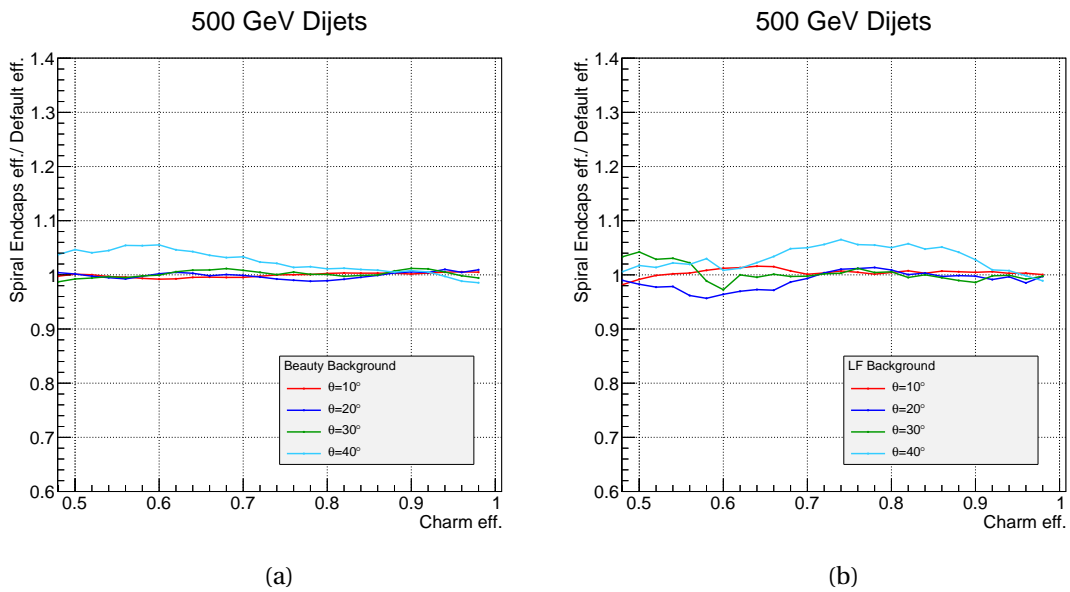 500 GeV Dijets
Spiral Endcaps eff./ Default eff.
1.4
1.3
1.2
1.1
1
0.9
0.8
0.7
0.6
Beauty Background
θ=10°
θ=20°
θ=30°
θ=40°
0.5 0.6 0.7 0.8 0.9 1
Charm eff.
(a)
500 GeV Dijets
Spiral Endcaps eff./ Default eff.
1.4
1.3
1.2
1.1
1
0.9
0.8
0.7
0.6
LF Background
θ=10°
θ=20°
θ=30°
θ=40°
0.5 0.6 0.7 0.8 0.9 1
Charm eff.
(b)